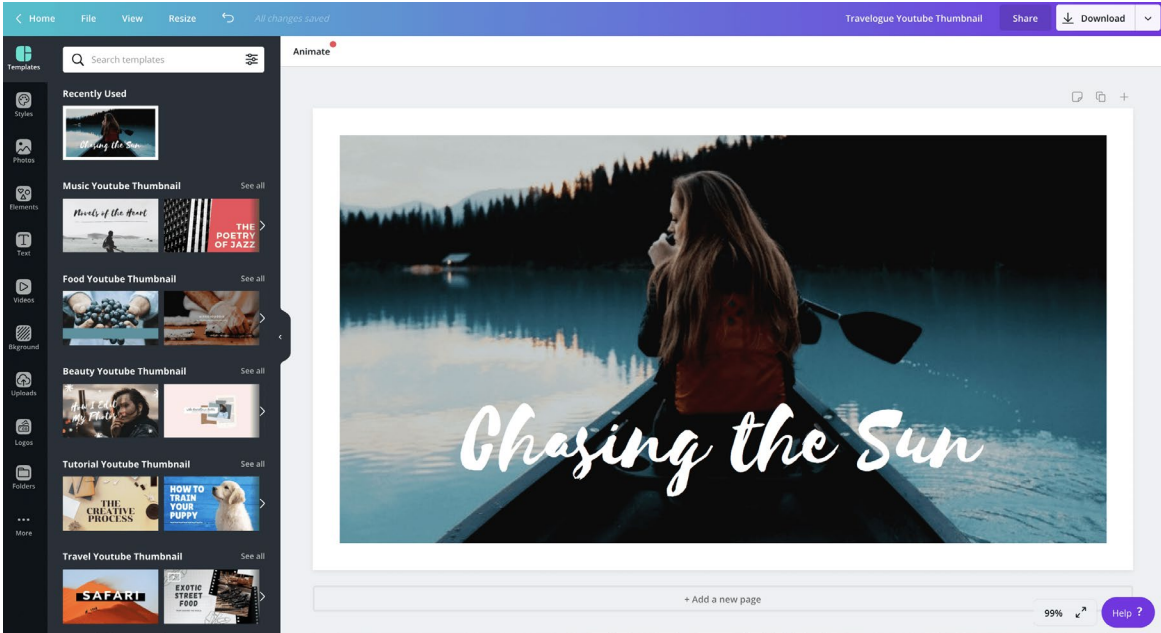 Home File View Resize All changes saved Travelogue Youtube Thumbnail Share Download
Templates
Styles
Photos
Elements
Text
Videos
Bkground
Uploads
Logos
Folders
More
Search templates
Recently Used
Chasing the Sun
Music Youtube Thumbnail See all
Novels of the Heart
THE
POETRY
OF JAZZ
Food Youtube Thumbnail See all
Beauty Youtube Thumbnail See all
How I Edit
My Photos
Tutorial Youtube Thumbnail See all
THE
CREATIVE
PROCESS
HOW TO
TRAIN
YOUR
PUPPY
Travel Youtube Thumbnail See all
SAFARI
EXOTIC
STREET
FOOD
Animate
Chasing the Sun
+ Add a new page
99%
Help ?